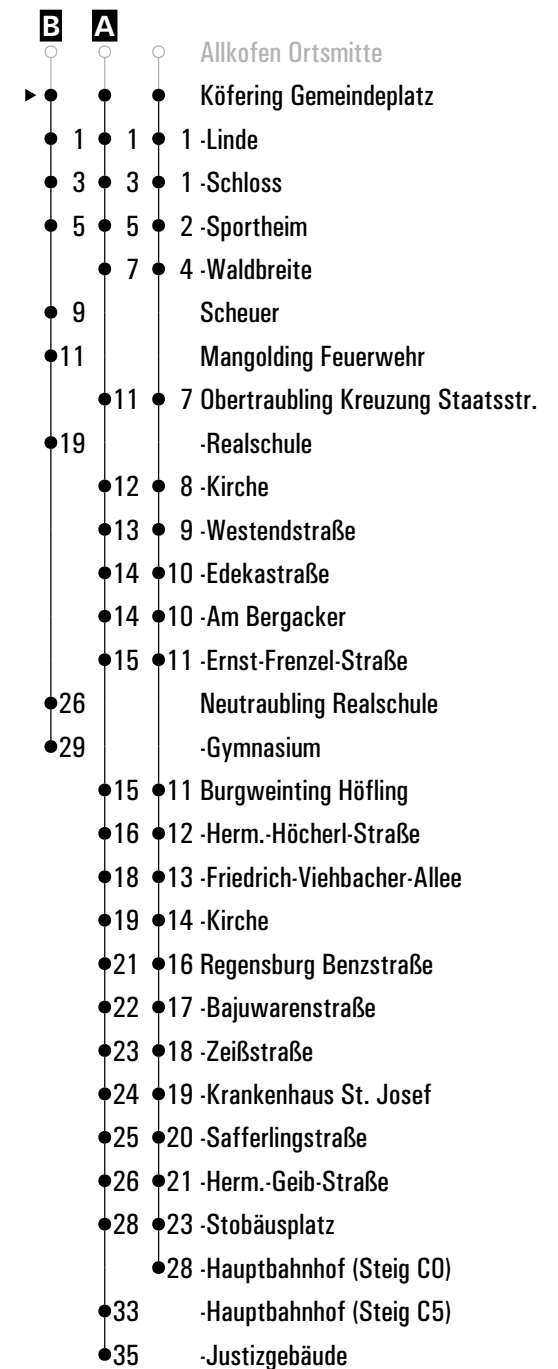 B A
Allkofen Ortsmitte
Köfering Gemeindeplatz
1 1 1 -Linde
3 3 1 -Schloss
5 5 2 -Sportheim
7 4 -Waldbreite
9 Scheuer
11 Mangolding Feuerwehr
11 7 Obertraubling Kreuzung Staatsstr.
19 -Realschule
12 8 -Kirche
13 9 -Westendstraße
14 10 -Edekastraße
14 10 -Am Bergacker
15 11 -Ernst-Frenzel-Straße
26 Neutraubling Realschule
29 -Gymnasium
15 11 Burgweinting Höfling
16 12 -Herm.-Höcherl-Straße
18 13 -Friedrich-Viehbacher-Allee
19 14 -Kirche
21 16 Regensburg Benzstraße
22 17 -Bajuwarenstraße
23 18 -Zeißstraße
24 19 -Krankenhaus St. Josef
25 20 -Safferlingstraße
26 21 -Herm.-Geib-Straße
28 23 -Stobäusplatz
28 -Hauptbahnhof (Steig C0)
33 -Hauptbahnhof (Steig C5)
35 -Justizgebäude